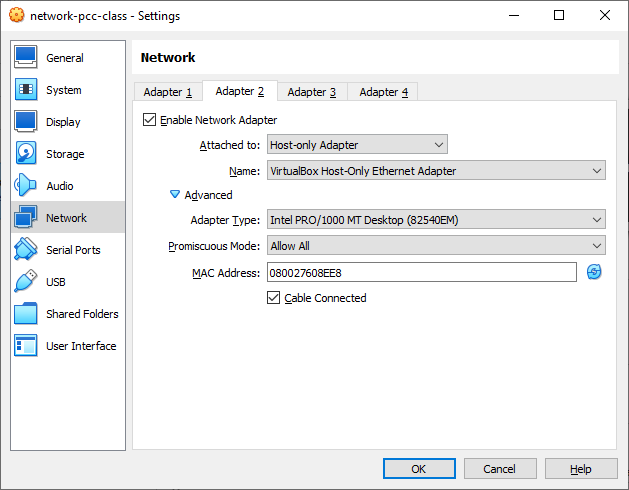 network-pcc-class - Settings
General
System
Display
Storage
Audio
Network
Serial Ports
USB
Shared Folders
User Interface
Network
Adapter 1 Adapter 2 Adapter 3 Adapter 4
Enable Network Adapter
Attached to: Host-only Adapter
Name: VirtualBox Host-Only Ethernet Adapter
Advanced
Adapter Type: Intel PRO/1000 MT Desktop (82540EM)
Promiscuous Mode: Allow All
MAC Address: 080027608EE8
Cable Connected
OK Cancel Help